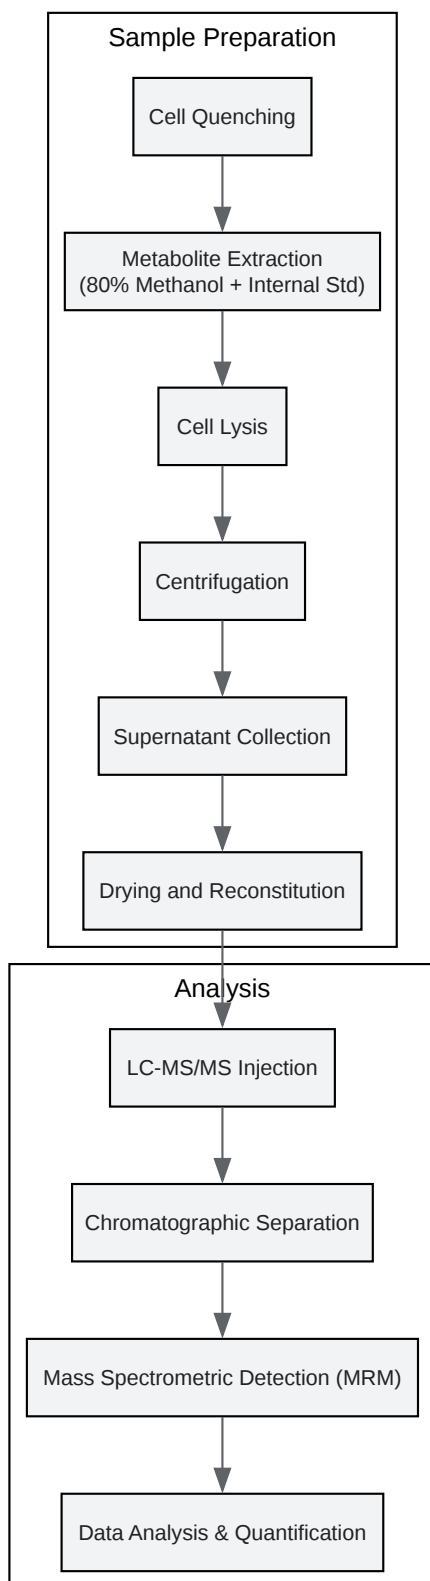 Sample Preparation
Cell Quenching
Metabolite Extraction
(80% Methanol + Internal Std)
Cell Lysis
Centrifugation
Supernatant Collection
Drying and Reconstitution
Analysis
LC-MS/MS Injection
Chromatographic Separation
Mass Spectrometric Detection (MRM)
Data Analysis & Quantification